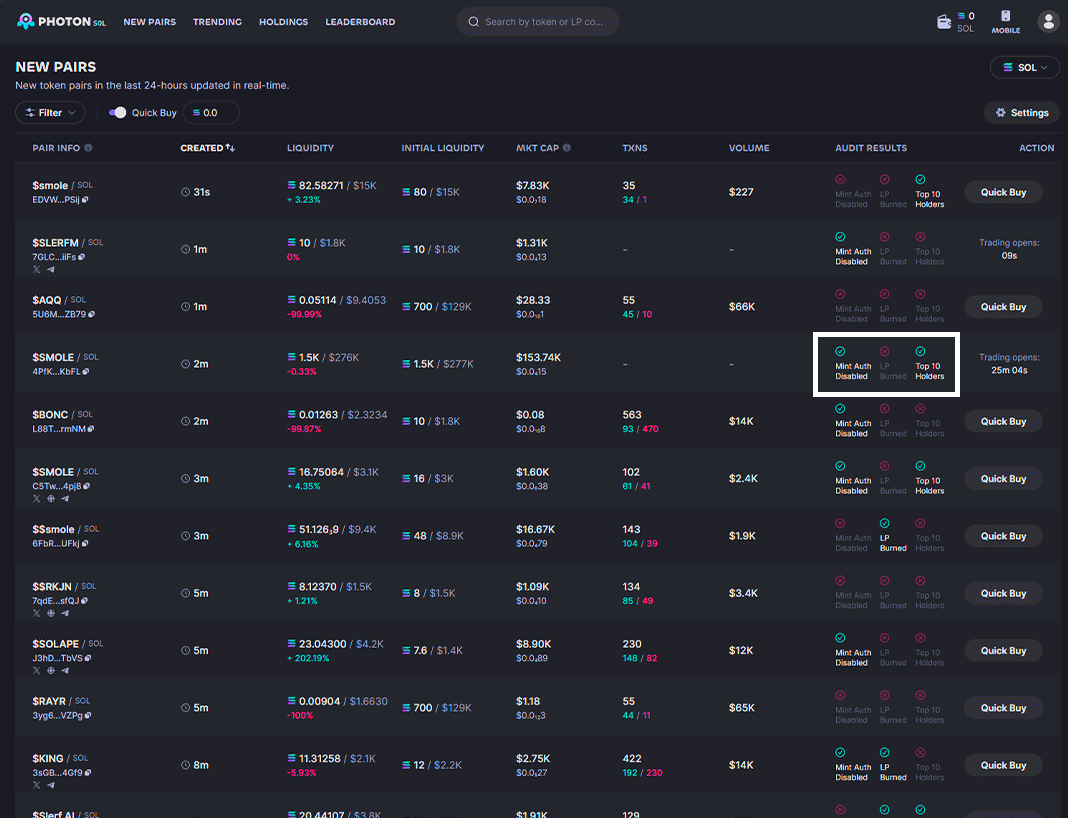 PHOTON SOL NEW PAIRS TRENDING HOLDINGS LEADERBOARD Search by token or LP co... 0 SOL MOBILE
NEW PAIRS
SOL
New token pairs in the last 24-hours updated in real-time.
Filter Quick Buy 0.0 Settings
PAIR INFO CREATED LIQUIDITY INITIAL LIQUIDITY MKT CAP TXNS VOLUME AUDIT RESULTS ACTION
$smole / SOL 31s 82.58271 / $15K 80 / $15K $7.83K 35 $227 Quick Buy
EDVW...PSij + 3.23% $0.0₇18 34 / 1 Mint Auth Disabled LP Burned Top 10 Holders
$SLERFM / SOL 1m 10 / $1.8K 10 / $1.8K $1.31K - - Trading opens:
7GLC...iiFs 0% $0.0₄13 Mint Auth Disabled LP Burned Top 10 Holders 09s
$AQQ / SOL 1m 0.05114 / $9.4053 700 / $129K $28.33 55 $66K Quick Buy
5U6M...ZB79 -99.99% 45 / 10 Mint Auth Disabled LP Burned Top 10 Holders
$SMOLE / SOL 2m 1.5K / $276K 1.5K / $277K $153.74K - - Trading opens:
4PfK...KbFL -0.33% $0.0₄15 Mint Auth Disabled LP Burned Top 10 Holders 25m 04s
$BONC / SOL 2m 0.01263 / $2.3234 10 / $1.8K $0.08 563 $14K Quick Buy
L88T...rmNM -99.87% 93 / 470 Mint Auth Disabled LP Burned Top 10 Holders
$SMOLE / SOL 3m 16.75064 / $3.1K 16 / $3K $1.60K 102 $2.4K Quick Buy
C5Tw...4pj8 + 4.35% 61 / 41 Mint Auth Disabled LP Burned Top 10 Holders
$$smole / SOL 3m 51.126₃9 / $9.4K 48 / $8.9K $16.67K 143 $1.9K Quick Buy
6FbR...UFkj + 6.16% $0.0₄79 104 / 39 Mint Auth Disabled LP Burned Top 10 Holders
$$RKJN / SOL 5m 8.12370 / $1.5K 8 / $1.5K $1.09K 134 $3.4K Quick Buy
7qdE...sfQJ + 1.21% $0.0₄10 85 / 49 Mint Auth Disabled LP Burned Top 10 Holders
$SOLAPE / SOL 5m 23.04300 / $4.2K 7.6 / $1.4K $8.90K 230 $12K Quick Buy
J3hD...TbVS + 202.19% $0.0₄89 148 / 82 Mint Auth Disabled LP Burned Top 10 Holders
$RAYR / SOL 5m 0.00904 / $1.6630 700 / $129K $1.18 55 $65K Quick Buy
3yg6...VZPg -100% 44 / 11 Mint Auth Disabled LP Burned Top 10 Holders
$KING / SOL 8m 11.31258 / $2.1K 12 / $2.2K $2.75K 422 $14K Quick Buy
3sGB...4Gf9 -5.93% 192 / 230 Mint Auth Disabled LP Burned Top 10 Holders
$Slerf AI / SOL 20.44107 / $3.8K $1.91K 129